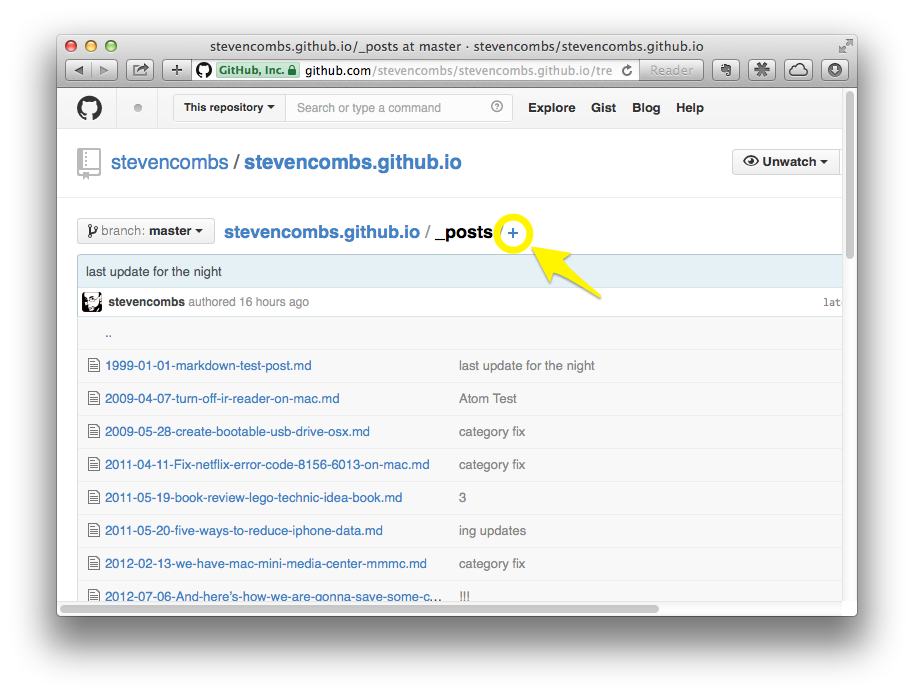 stevencombs.github.io/_posts at master · stevencombs/stevencombs.github.io
GitHub, Inc. github.com/stevencombs/stevencombs.github.io/tre Reader
This repository Search or type a command Explore Gist Blog Help
stevencombs / stevencombs.github.io Unwatch
branch: master stevencombs.github.io / _posts / +
last update for the night
stevencombs authored 16 hours ago late
..
1999-01-01-markdown-test-post.md last update for the night
2009-04-07-turn-off-ir-reader-on-mac.md Atom Test
2009-05-28-create-bootable-usb-drive-osx.md category fix
2011-04-11-Fix-netflix-error-code-8156-6013-on-mac.md category fix
2011-05-19-book-review-lego-technic-idea-book.md 3
2011-05-20-five-ways-to-reduce-iphone-data.md ing updates
2012-02-13-we-have-mac-mini-media-center-mmmc.md category fix
2012-07-06-And-here's-how-we-are-gonna-save-some-c... !!!